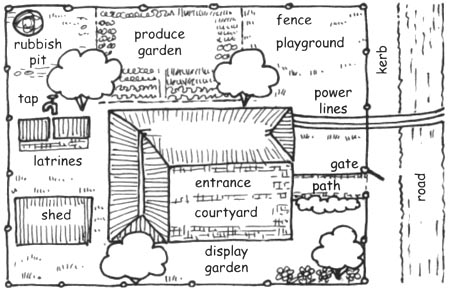 rubbish
pit
produce
garden
fence
playground
kerb
tap
power
lines
latrines
gate
path
entrance
courtyard
road
shed
display
garden